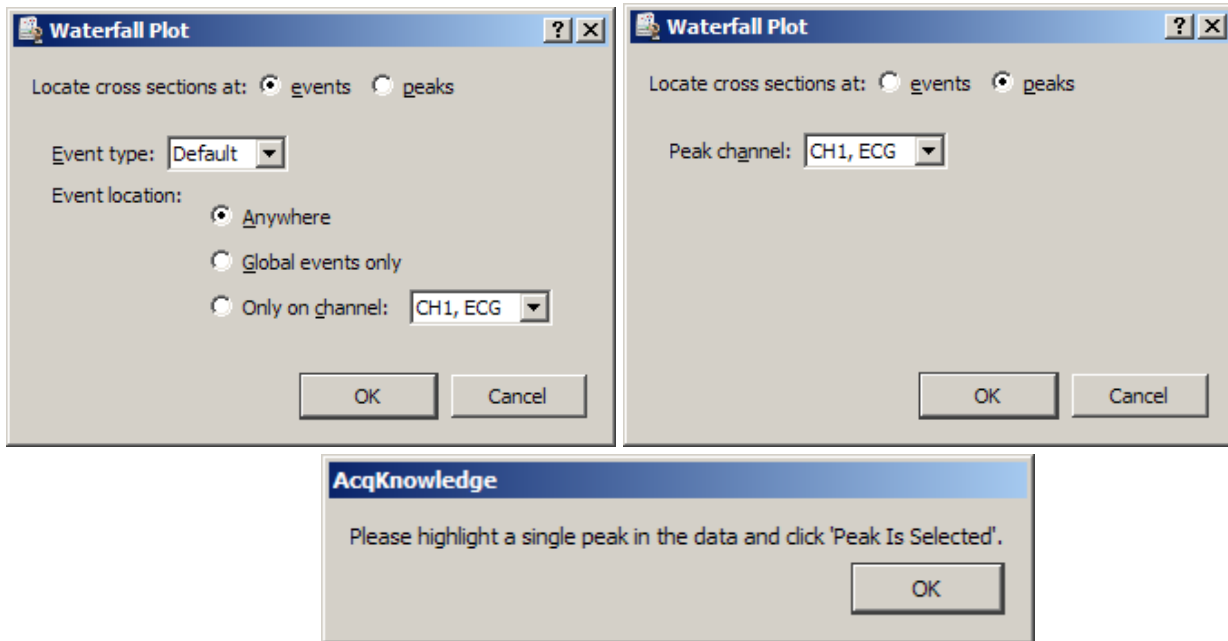 Waterfall Plot
Locate cross sections at: events peaks
Event type: Default
Event location:
Anywhere
Global events only
Only on channel: CH1, ECG
OK Cancel
Waterfall Plot
Locate cross sections at: events peaks
Peak channel: CH1, ECG
OK Cancel
AcqKnowledge
Please highlight a single peak in the data and click 'Peak Is Selected'.
OK